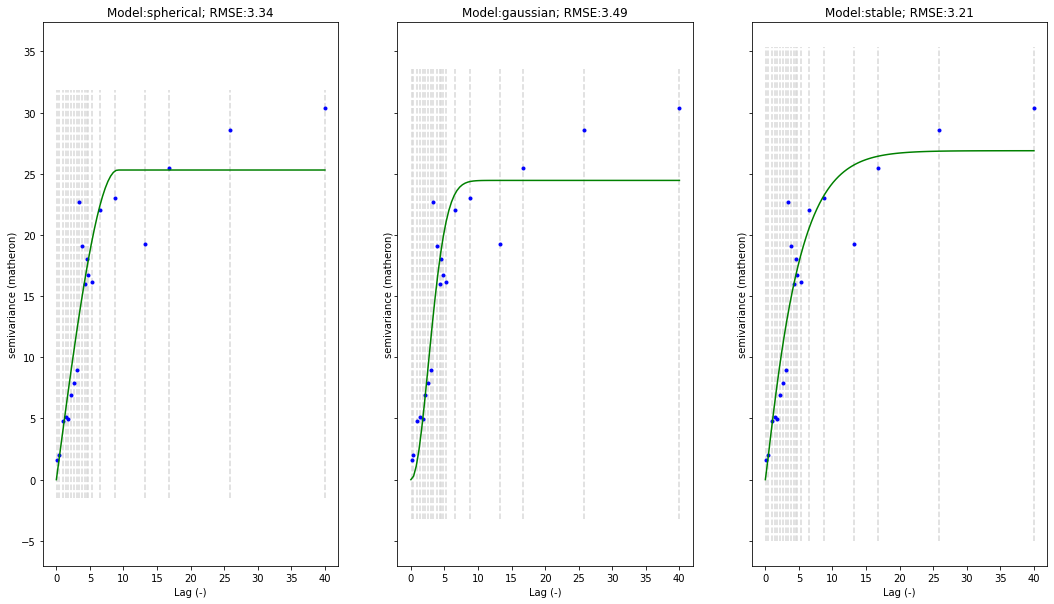 Model:spherical; RMSE:3.34
Model:gaussian; RMSE:3.49
Model:stable; RMSE:3.21
35
30
25
20
15
10
5
0
−5
semivariance (matheron)
semivariance (matheron)
semivariance (matheron)
0 5 10 15 20 25 30 35 40
0 5 10 15 20 25 30 35 40
0 5 10 15 20 25 30 35 40
Lag (-)
Lag (-)
Lag (-)